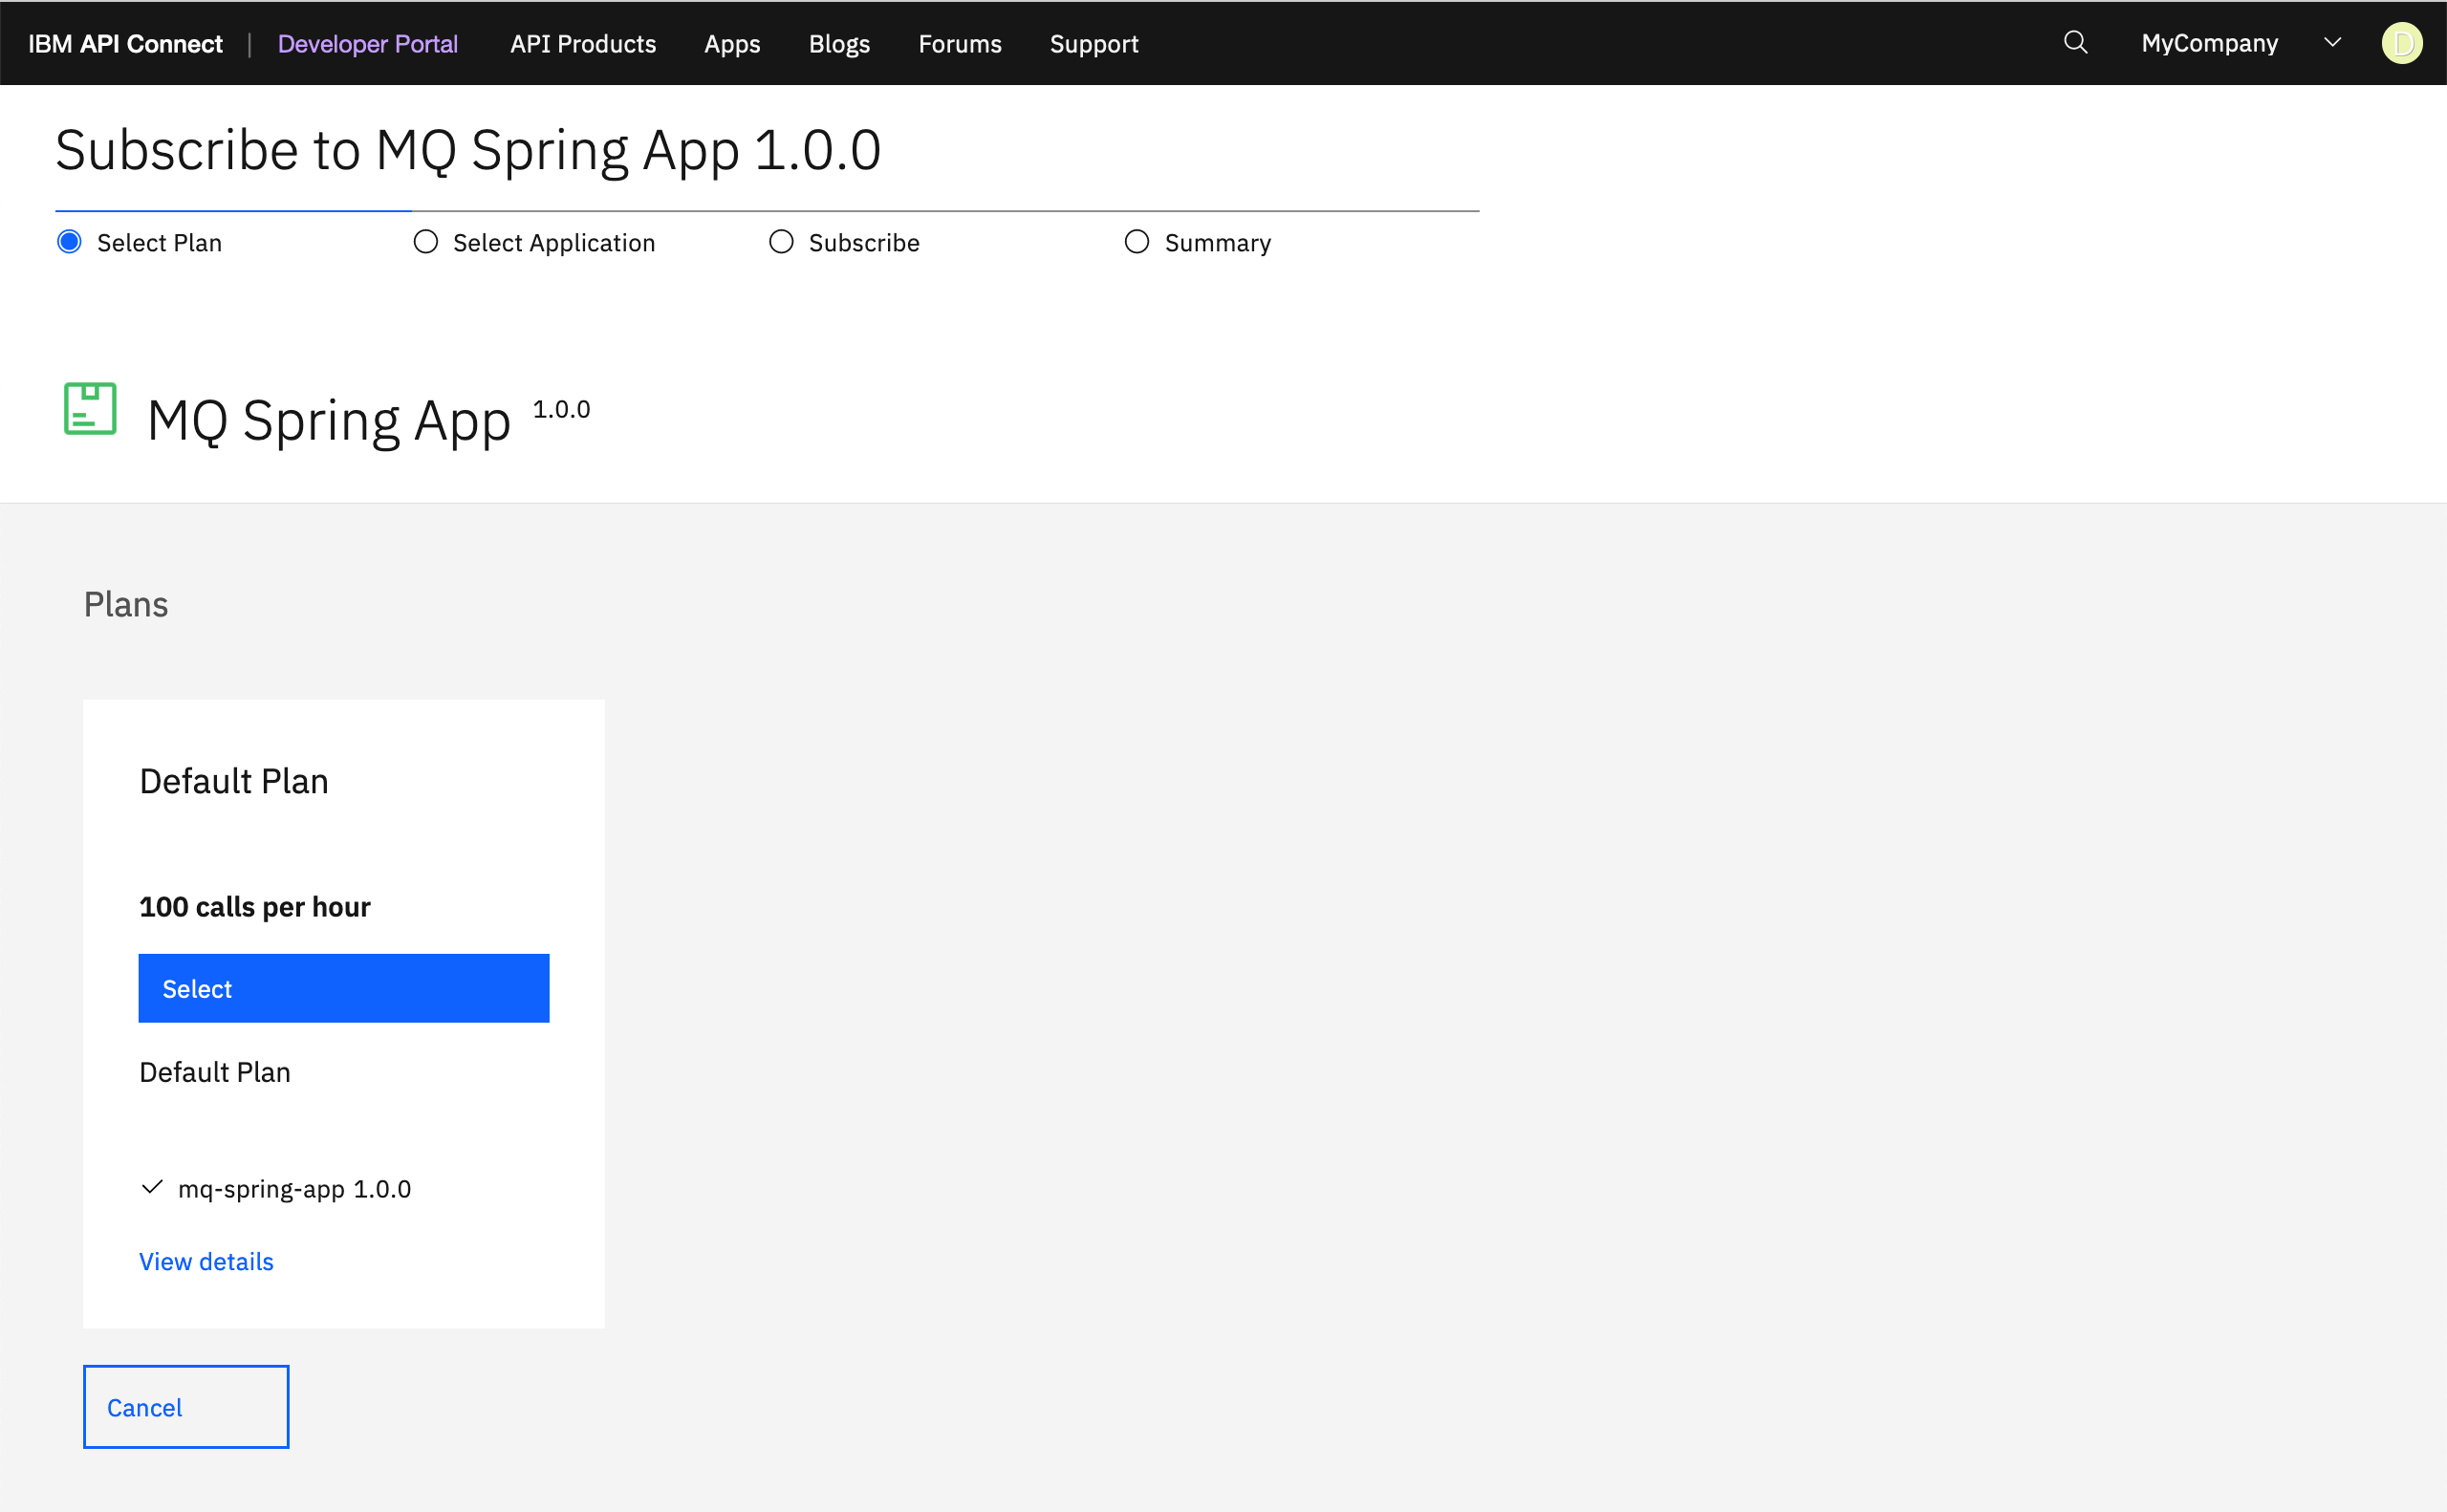 IBM API Connect | Developer Portal API Products Apps Blogs Forums Support MyCompany D
Subscribe to MQ Spring App 1.0.0
Select Plan Select Application Subscribe Summary
MQ Spring App 1.0.0
Plans
Default Plan
100 calls per hour
Select
Default Plan
mq-spring-app 1.0.0
View details
Cancel